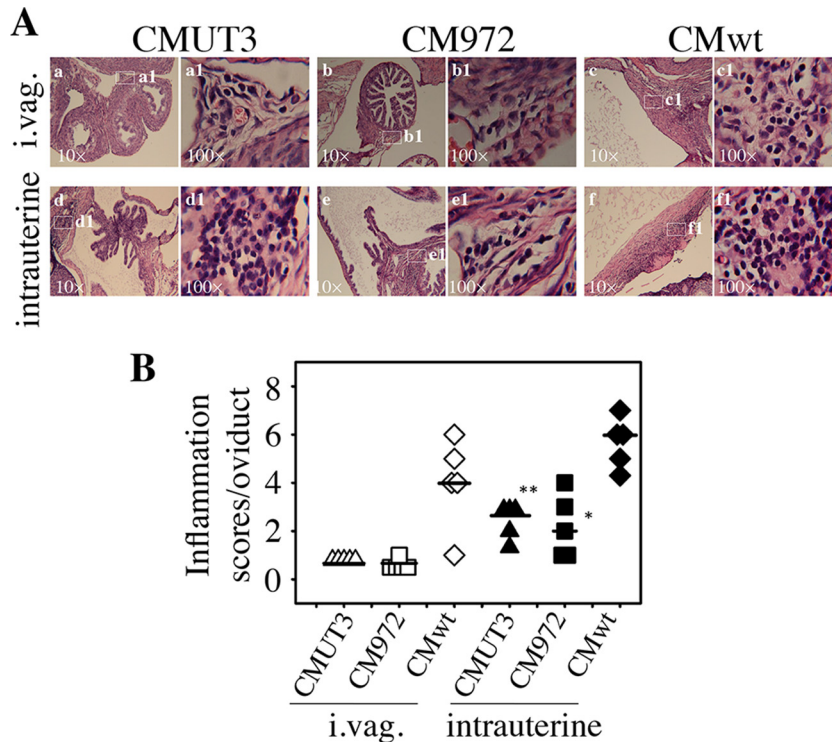 A
CMUT3 CM972 CMwt
i.vag.
a a1 a1 b b1 b1 c c1 c1
10× 100× 10× 100× 10× 100×
intrauterine
d d1 d1 e e1 e1 f f1 f1
10× 100× 10× 100× 10× 100×
B
Inflammation
scores/oviduct
8
6
4
2
0
**
*
CMUT3 CM972 CMwt CMUT3 CM972 CMwt
i.vag. intrauterine